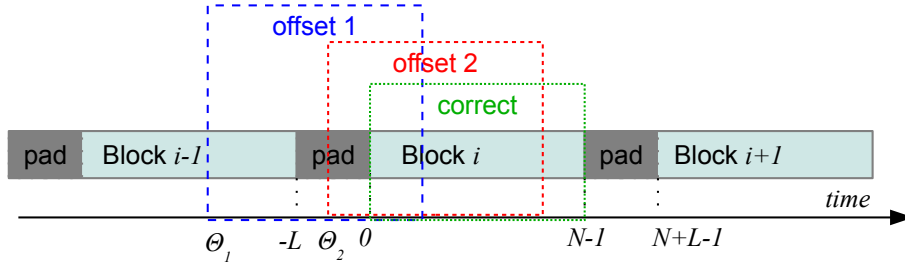 offset 1
offset 2
correct
pad Block i-1 pad Block i pad Block i+1
time
Θ1 -L Θ2 0 N-1 N+L-1